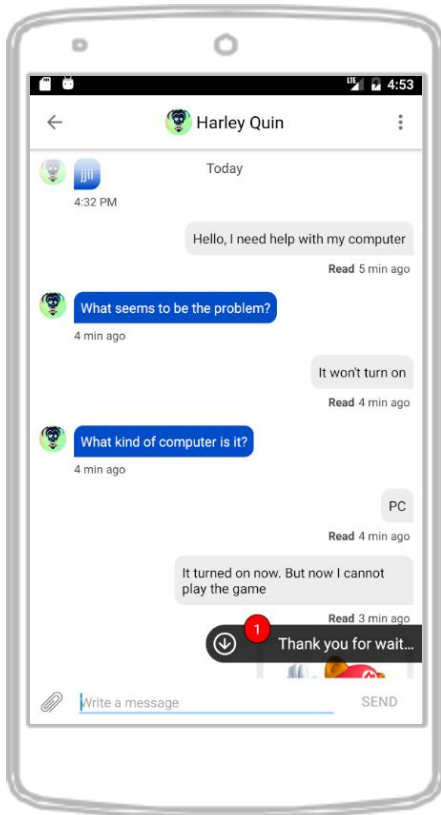 LTE 4:53
Harley Quin
Today
jjii
4:32 PM
Hello, I need help with my computer
Read 5 min ago
What seems to be the problem?
4 min ago
It won't turn on
Read 4 min ago
What kind of computer is it?
4 min ago
PC
Read 4 min ago
It turned on now. But now I cannot
play the game
Read 3 min ago
1
Thank you for wait...
M
Write a message
SEND